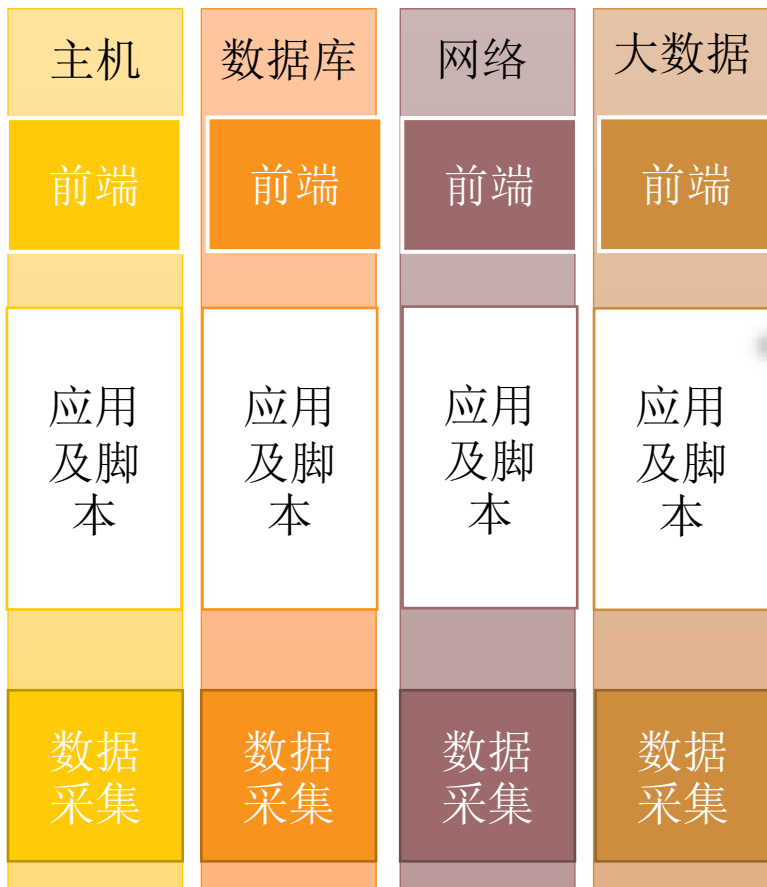 主机
数据库
网络
大数据
前端
前端
前端
前端
应用
及脚
本
应用
及脚
本
应用
及脚
本
应用
及脚
本
数据
采集
数据
采集
数据
采集
数据
采集